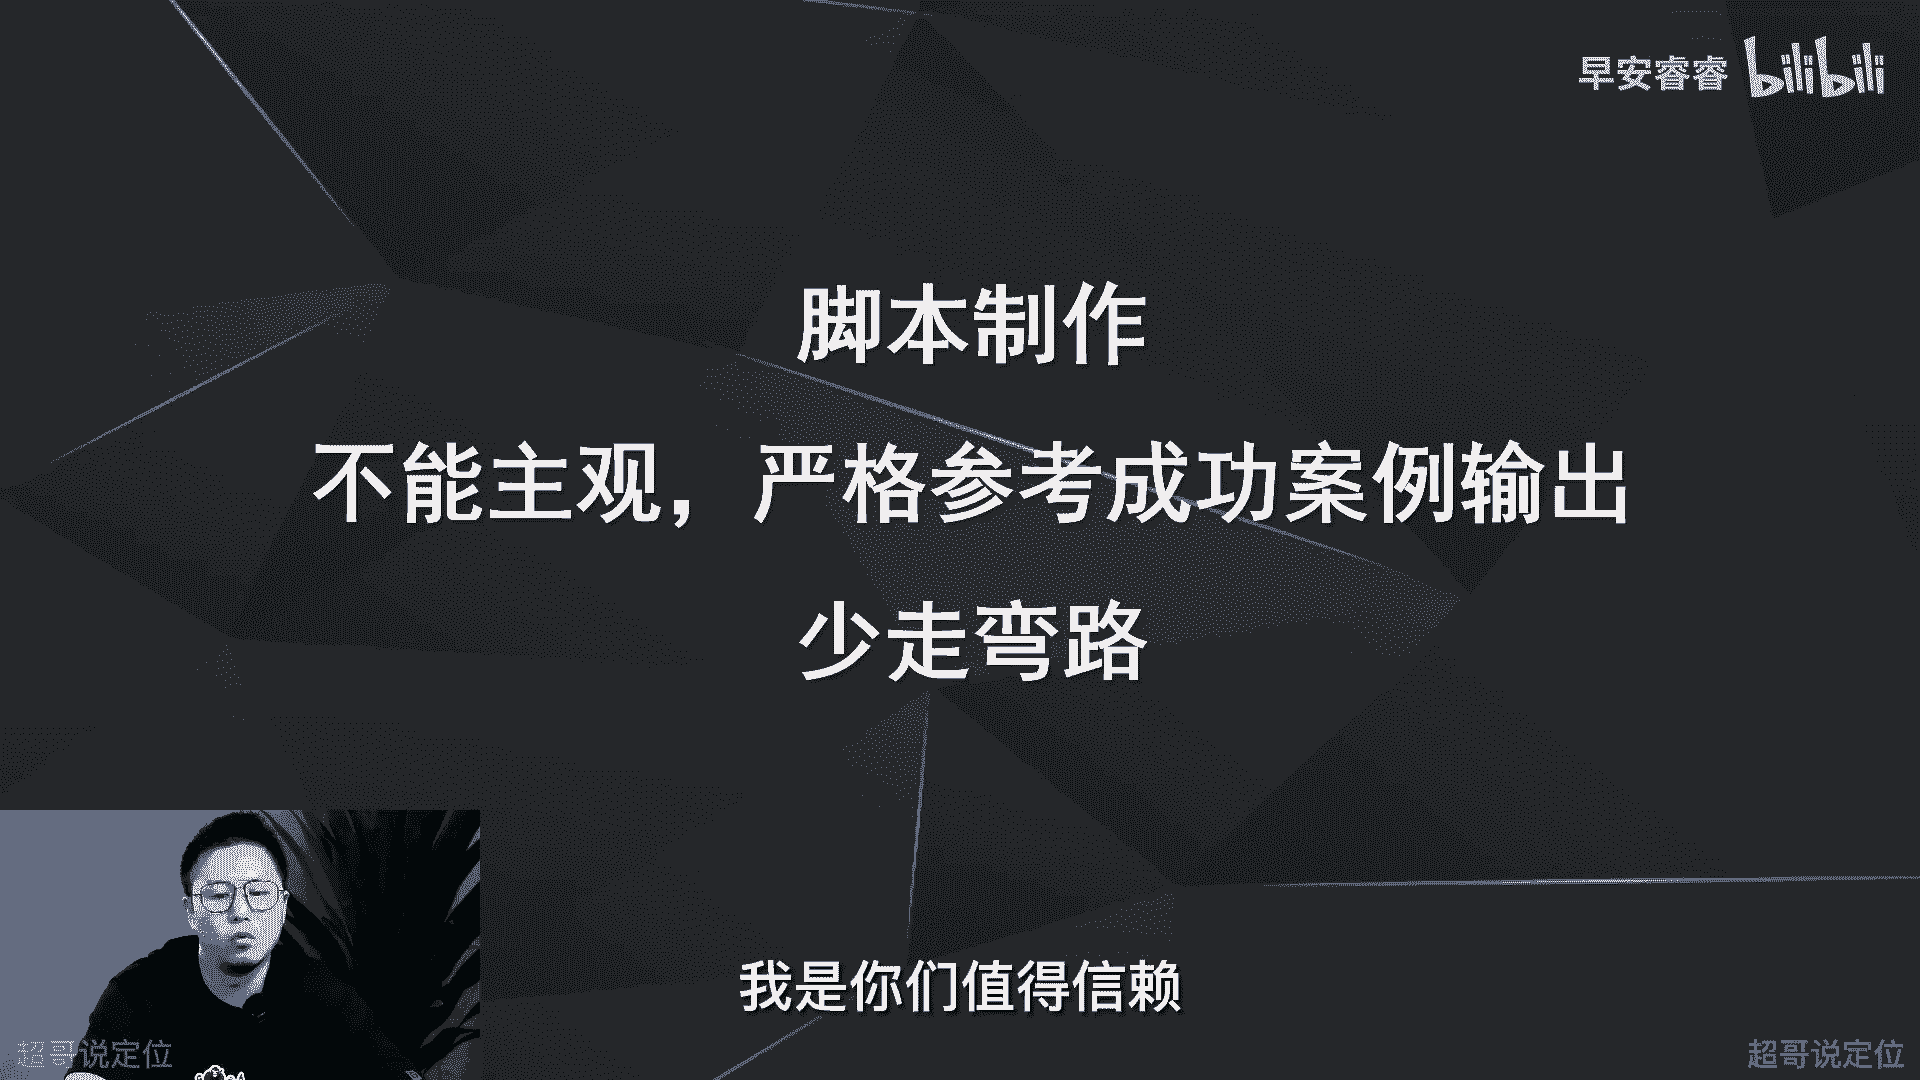 早安睿睿 bilibili
脚本制作
不能主观，严格参考成功案例输出
少走弯路
我是你们值得信赖
超哥说定位
超哥说定位